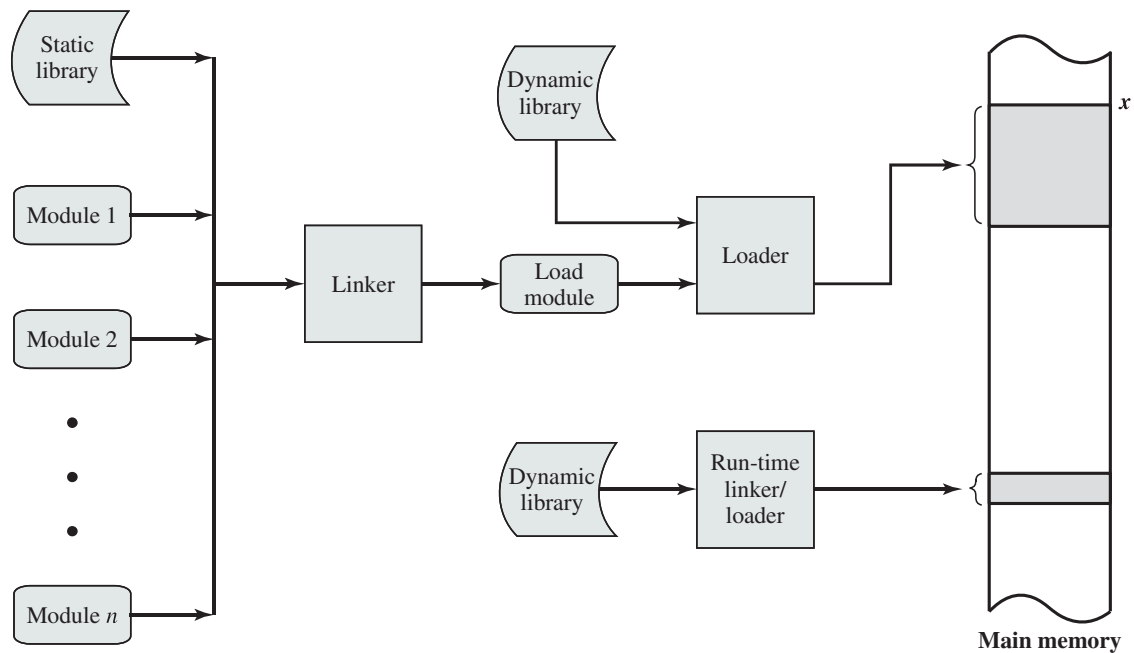 Static
library
Module 1
Module 2
Module n
Linker
Dynamic
library
Load
module
Loader
Dynamic
library
Run-time
linker/
loader
x
Main memory